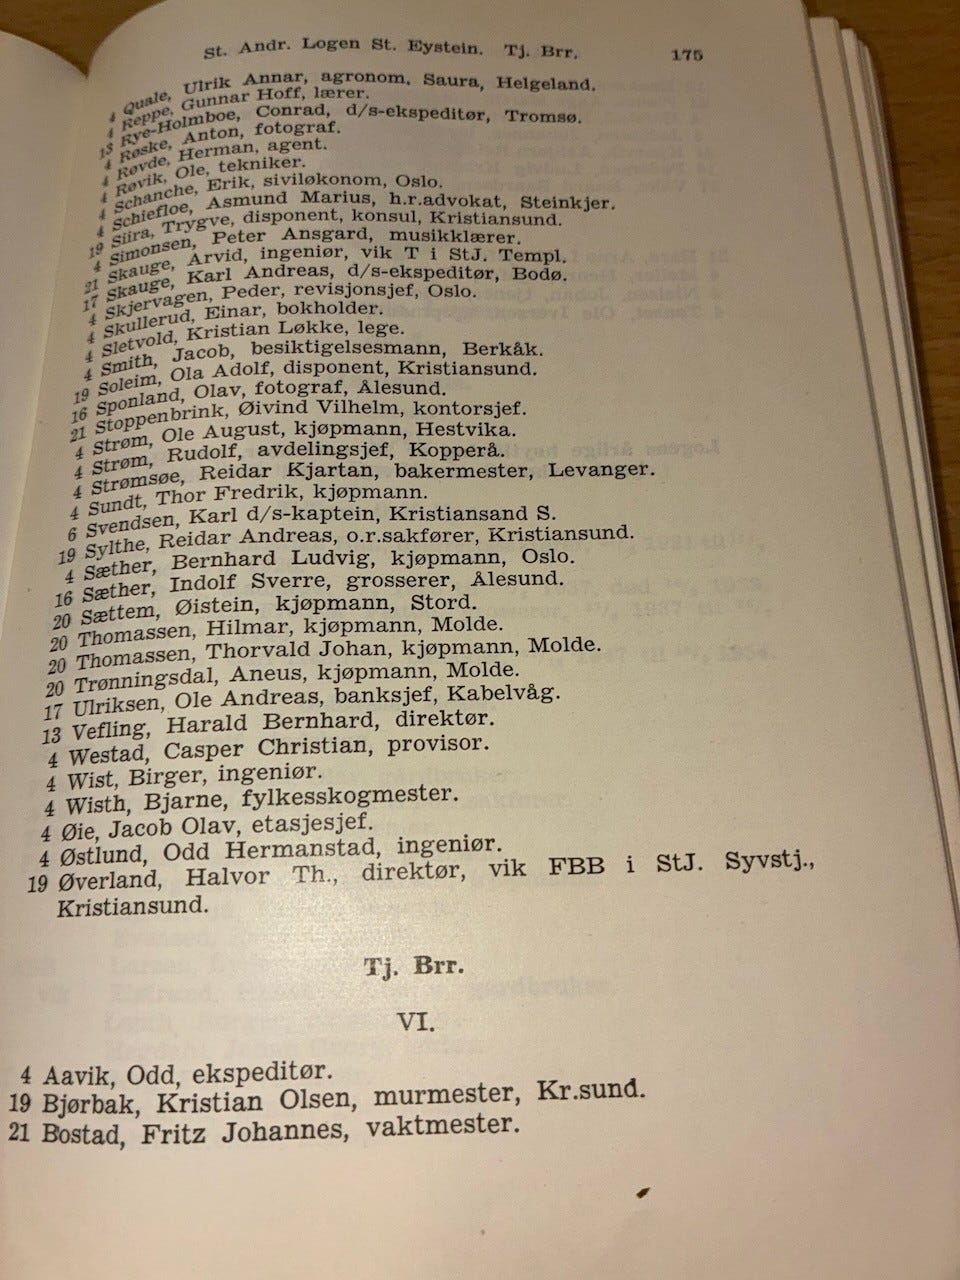 St. Andr. Logen St. Eystein. Tj. Brr. 175
4 Quale, Ulrik Annar, agronom, Saura, Helgeland.
4 Reppe, Gunnar Hoff, lærer.
13 Rye-Holmboe, Conrad, d/s-ekspeditør, Tromsø.
4 Røske, Anton, fotograf.
4 Røvde, Herman, agent.
4 Røvik, Ole, tekniker.
4 Schanche, Erik, siviløkonom, Oslo.
4 Schiefloe, Asmund Marius, h.r.advokat, Steinkjer.
19 Siira, Trygve, disponent, konsul, Kristiansund.
4 Simonsen, Peter Ansgard, musikklærer.
21 Skauge, Arvid, ingeniør, vik T i StJ. Templ.
17 Skauge, Karl Andreas, d/s-ekspeditør, Bodø.
4 Skjervagen, Peder, revisjonsjef, Oslo.
4 Skullerud, Einar, bokholder.
4 Sletvold, Kristian Løkke, lege.
4 Smith, Jacob, besiktigelsesmann, Berkåk.
19 Soleim, Ola Adolf, disponent, Kristiansund.
16 Sponland, Olav, fotograf, Ålesund.
21 Stoppenbrink, Øivind Vilhelm, kontorsjef.
4 Strøm, Ole August, kjøpmann, Hestvika.
4 Strøm, Rudolf, avdelingsjef, Kopperå.
4 Strømsøe, Reidar Kjartan, bakermester, Levanger.
4 Sundt, Thor Fredrik, kjøpmann.
6 Svendsen, Karl d/s-kaptein, Kristiansand S.
19 Sylthe, Reidar Andreas, o.r.sakfører, Kristiansund.
4 Sæther, Bernhard Ludvig, kjøpmann, Oslo.
16 Sæther, Indolf Sverre, grosserer, Ålesund.
20 Sættem, Øistein, kjøpmann, Stord.
20 Thomassen, Hilmar, kjøpmann, Molde.
20 Thomassen, Thorvald Johan, kjøpmann, Molde.
20 Trønningsdal, Aneus, kjøpmann, Molde.
17 Ulriksen, Ole Andreas, banksjef, Kabelvåg.
13 Vefling, Harald Bernhard, direktør.
4 Westad, Casper Christian, provisor.
4 Wist, Birger, ingeniør.
4 Wisth, Bjarne, fylkesskogmester.
4 Øie, Jacob Olav, etasjesjef.
4 Østlund, Odd Hermanstad, ingeniør.
19 Øverland, Halvor Th., direktør, vik FBB i StJ. Syvstj.,
Kristiansund.
Tj. Brr.
VI.
4 Aavik, Odd, ekspeditør.
19 Bjørbak, Kristian Olsen, murmester, Kr.sund.
21 Bostad, Fritz Johannes, vaktmester.